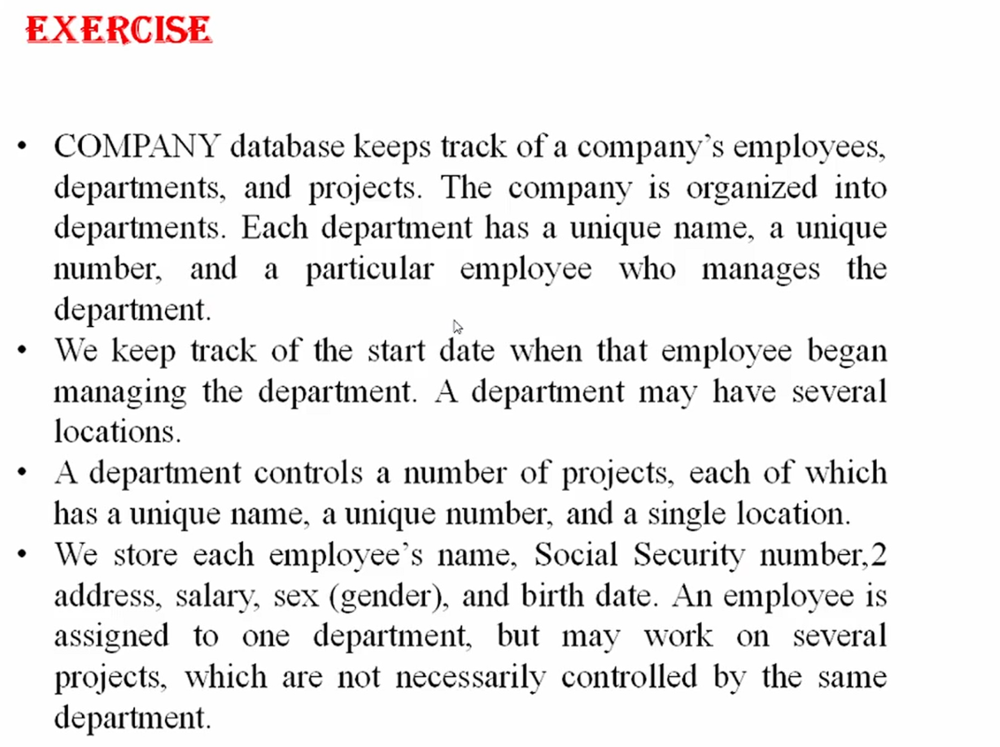 EXERCISE
• COMPANY database keeps track of a company’s employees,
departments, and projects. The company is organized into
departments. Each department has a unique name, a unique
number, and a particular employee who manages the
department.
• We keep track of the start date when that employee began
managing the department. A department may have several
locations.
• A department controls a number of projects, each of which
has a unique name, a unique number, and a single location.
• We store each employee’s name, Social Security number,2
address, salary, sex (gender), and birth date. An employee is
assigned to one department, but may work on several
projects, which are not necessarily controlled by the same
department.